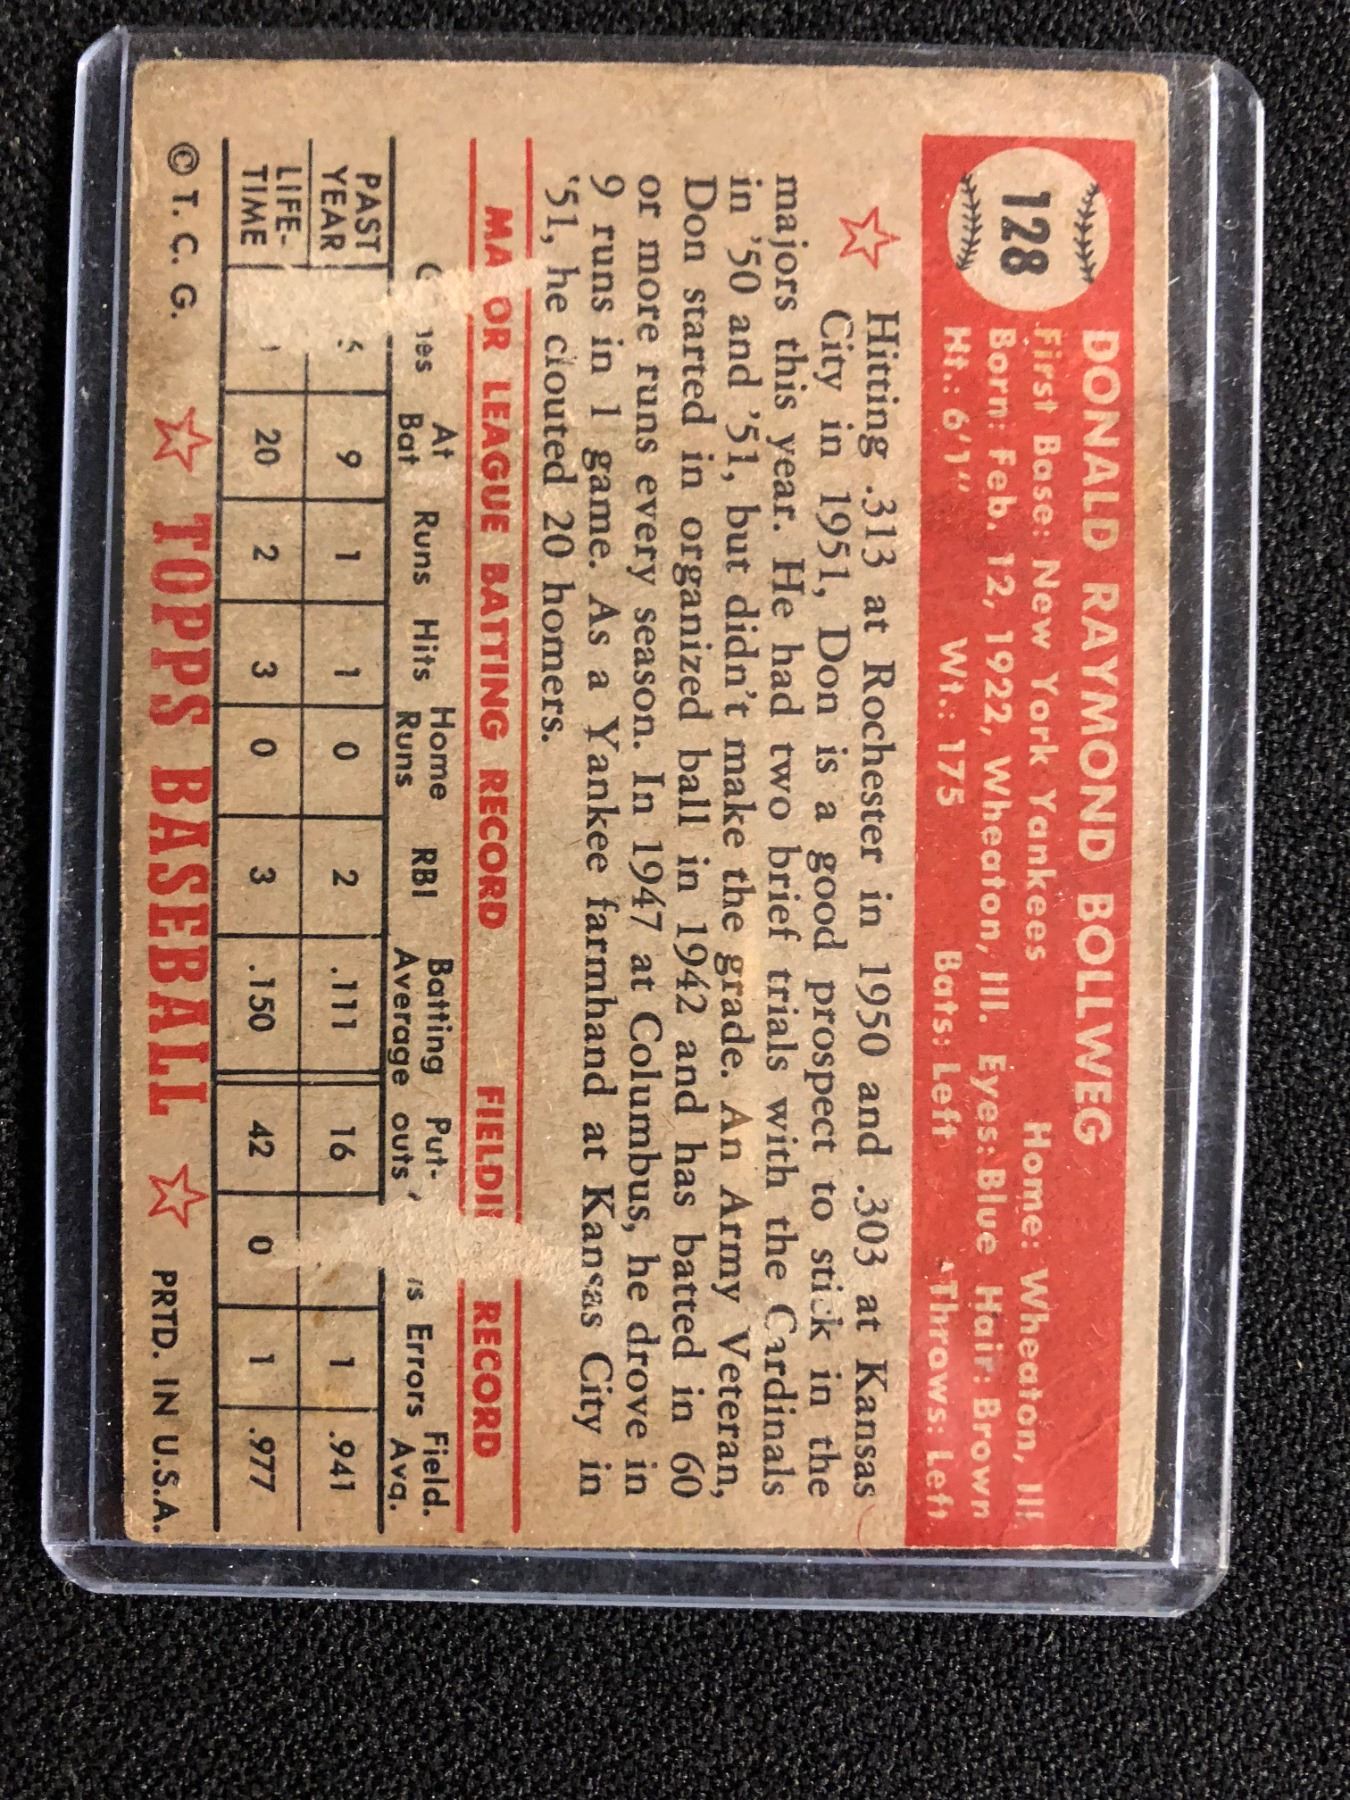 128
DONALD RAYMOND BOLLWEG
First Base: New York Yankees Home: Wheaton, Ill.
Born: Feb. 12, 1922, Wheaton, Ill. Eyes: Blue Hair: Brown
Ht.: 6'1" Wt.: 175 Bats: Left Throws: Left
Hitting .313 at Rochester in 1950 and .303 at Kansas
City in 1951, Don is a good prospect to stick in the
majors this year. He had two brief trials with the Cardinals
in '50 and '51, but didn't make the grade. An Army Veteran,
Don started in organized ball in 1942 and has batted in 60
or more runs every season. In 1947 at Columbus, he drove in
9 runs in 1 game. As a Yankee farmhand at Kansas City in
'51, he clouted 20 homers.
MA OR LEAGUE BATTING RECORD FIELDI RECORD
At Bat Runs Hits Home Runs RBI Batting Average Put-outs Errors Field. Avg.
PAST YEAR 9 1 1 0 2 .111 16 1 .941
LIFE-TIME 20 2 3 0 3 .150 42 0 1 .977
© T. C. G. TOPPS BASEBALL PRTD. IN U.S.A.